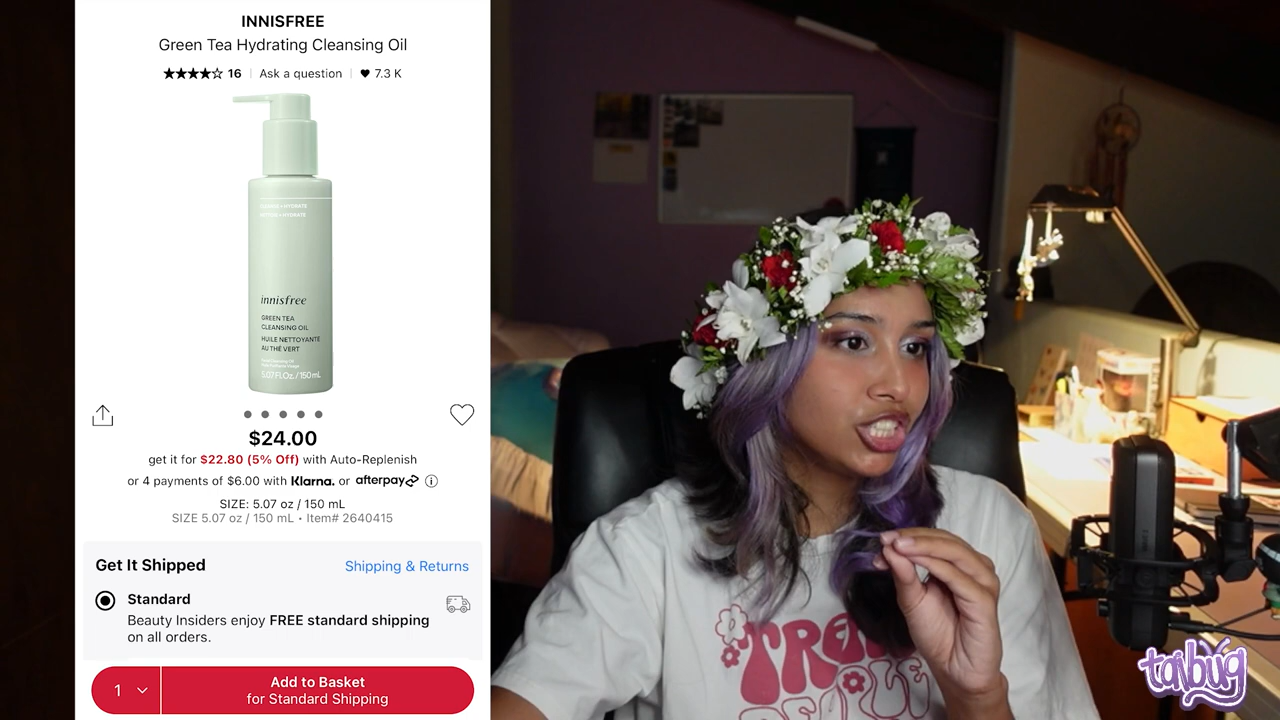 INNISFREE
Green Tea Hydrating Cleansing Oil
16 | Ask a question | 7.3 K
+ HYDRATE
+ HYDRATE
innisfree
GREEN TEA
CLEANSING OIL
HUILE NETTOYANTE
AU THÉ VERT
5.07 Fl. Oz. / 150 mL
$24.00
get it for $22.80 (5% Off) with Auto-Replenish
or 4 payments of $6.00 with Klarna. or afterpay
SIZE: 5.07 oz / 150 mL
SIZE 5.07 oz / 150 mL • Item# 2640415
Get It Shipped
Shipping & Returns
Standard
Beauty Insiders enjoy FREE standard shipping
on all orders.
1
Add to Basket
for Standard Shipping
taibug